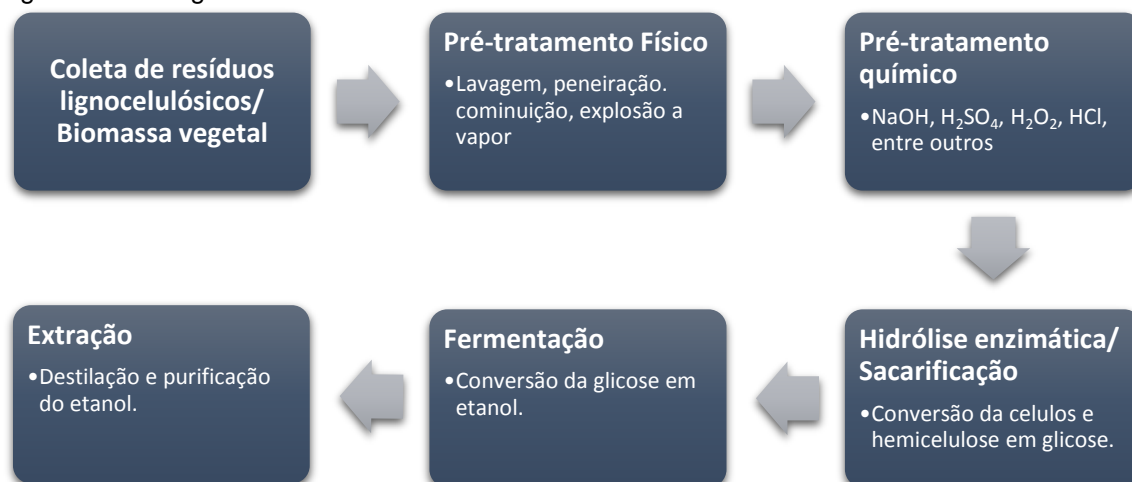 Coleta de resíduos
lignocelulósicos/
Biomassa vegetal
Pré-tratamento Físico
•Lavagem, peneiração.
cominuição, explosão a
vapor
Pré-tratamento
químico
•NaOH, H₂SO₄, H₂O₂, HCl,
entre outros
Hidrólise enzimática/
Sacarificação
•Conversão da celulos e
hemicelulose em glicose.
Fermentação
•Conversão da glicose em
etanol.
Extração
•Destilação e purificação
do etanol.